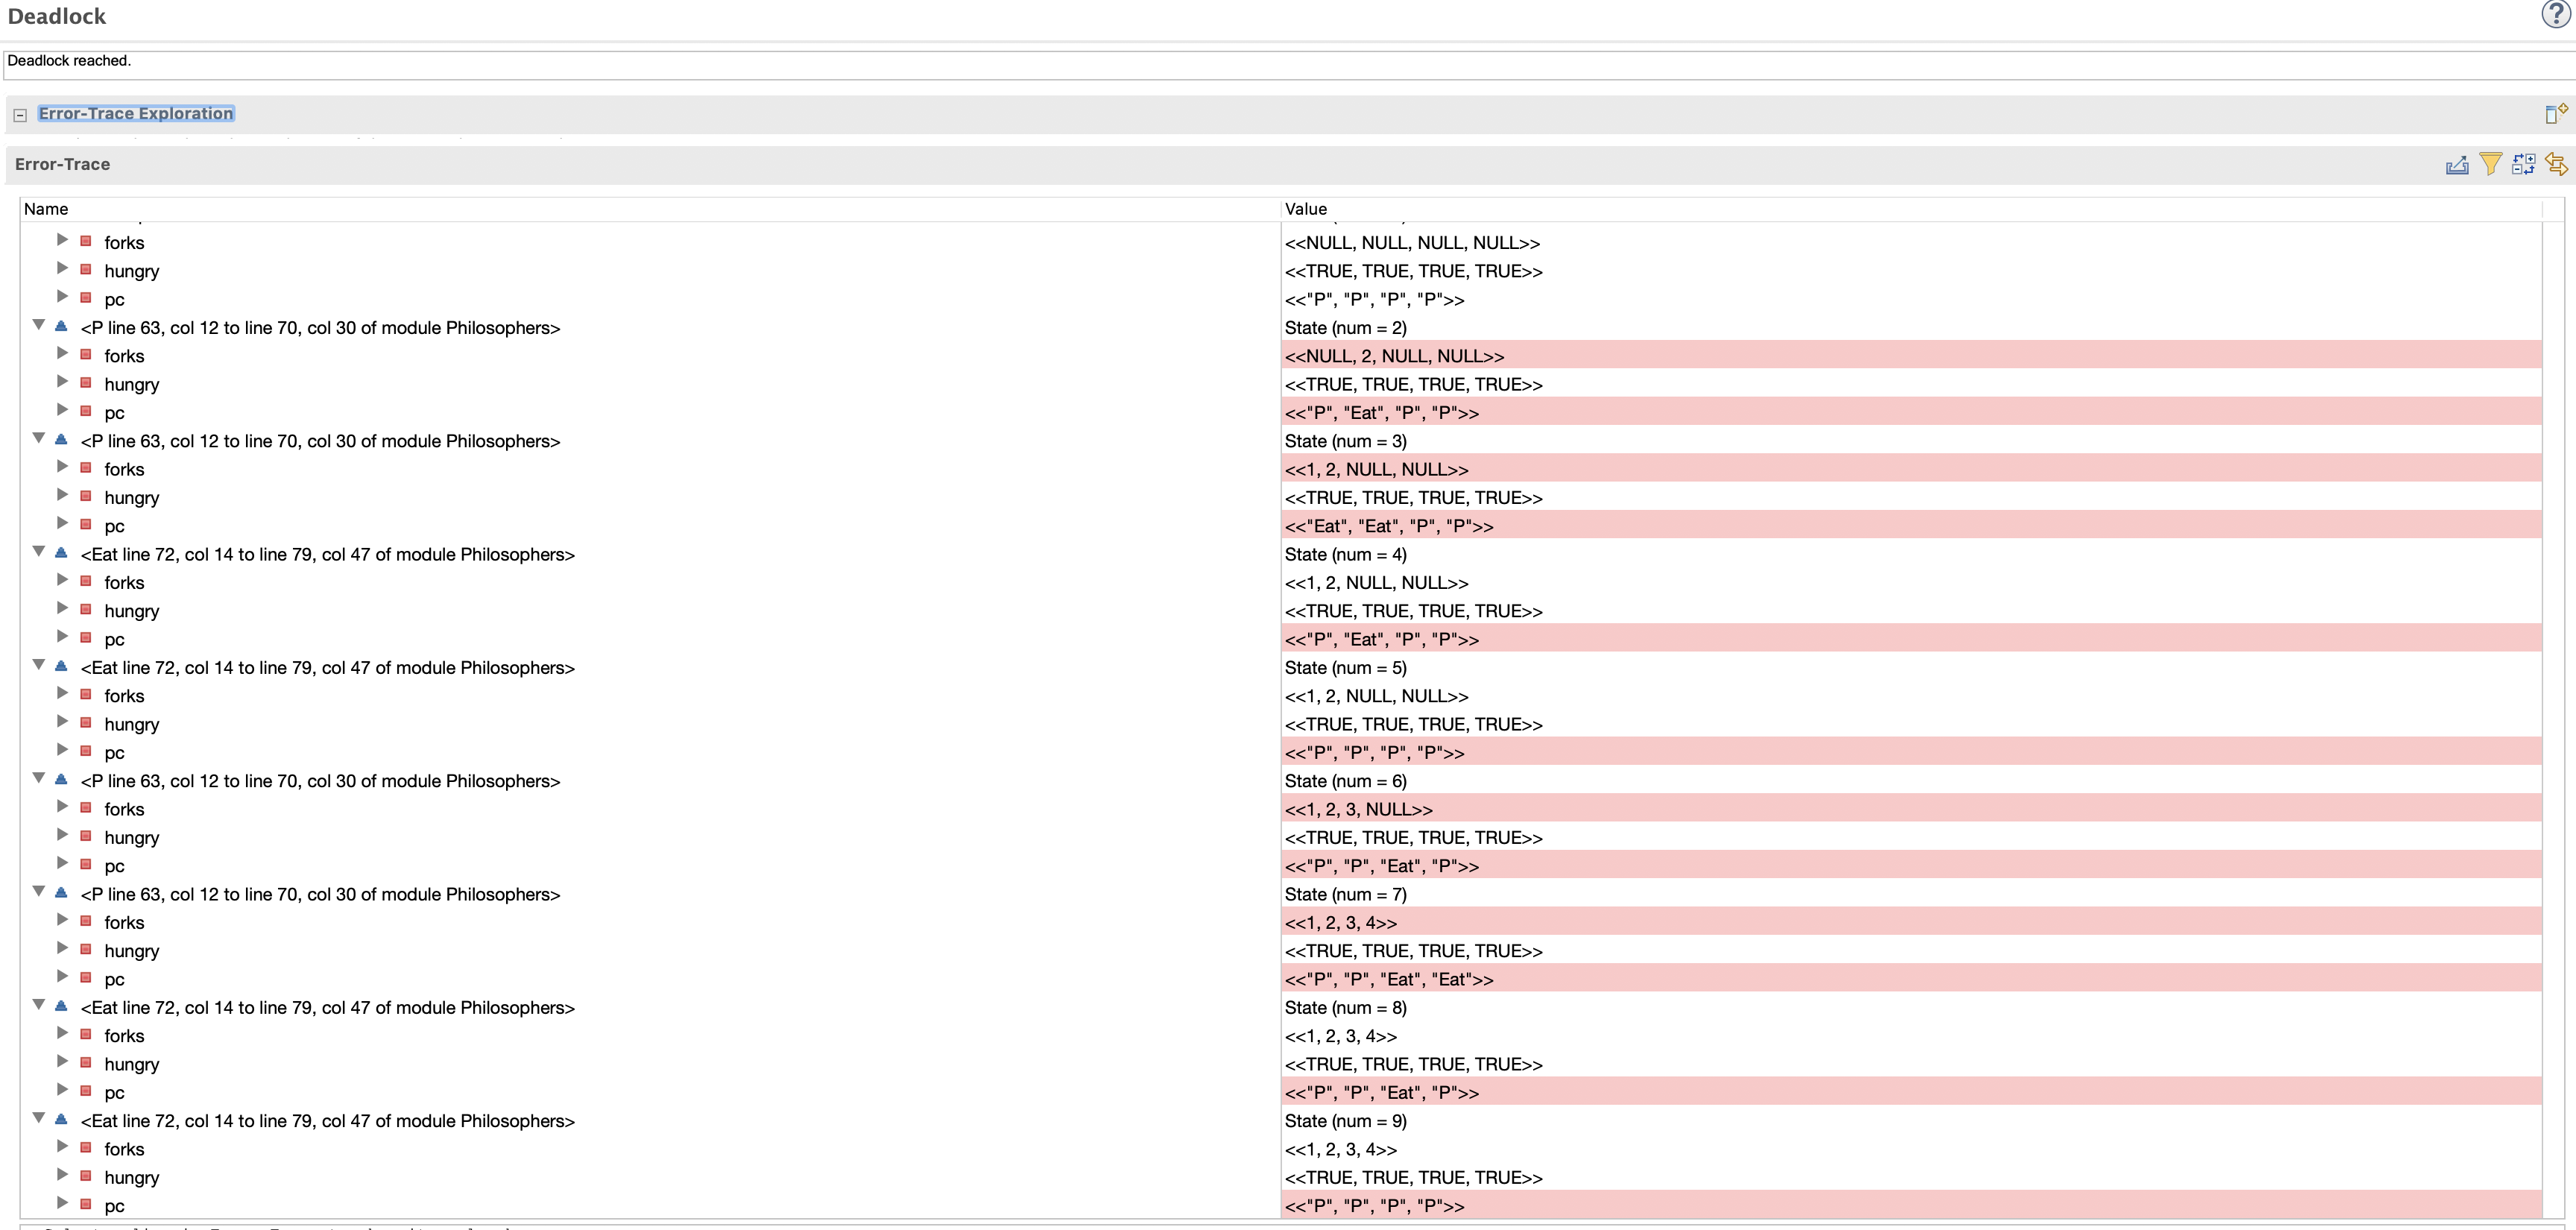 Deadlock
Deadlock reached.
Error-Trace Exploration
Error-Trace
Name Value
forks <<NULL, NULL, NULL, NULL>>
hungry <<TRUE, TRUE, TRUE, TRUE>>
pc <<"P", "P", "P", "P">>
<P line 63, col 12 to line 70, col 30 of module Philosophers> State (num = 2)
forks <<NULL, 2, NULL, NULL>>
hungry <<TRUE, TRUE, TRUE, TRUE>>
pc <<"P", "Eat", "P", "P">>
<P line 63, col 12 to line 70, col 30 of module Philosophers> State (num = 3)
forks <<1, 2, NULL, NULL>>
hungry <<TRUE, TRUE, TRUE, TRUE>>
pc <<"Eat", "Eat", "P", "P">>
<Eat line 72, col 14 to line 79, col 47 of module Philosophers> State (num = 4)
forks <<1, 2, NULL, NULL>>
hungry <<TRUE, TRUE, TRUE, TRUE>>
pc <<"P", "Eat", "P", "P">>
<Eat line 72, col 14 to line 79, col 47 of module Philosophers> State (num = 5)
forks <<1, 2, NULL, NULL>>
hungry <<TRUE, TRUE, TRUE, TRUE>>
pc <<"P", "P", "P", "P">>
<P line 63, col 12 to line 70, col 30 of module Philosophers> State (num = 6)
forks <<1, 2, 3, NULL>>
hungry <<TRUE, TRUE, TRUE, TRUE>>
pc <<"P", "P", "Eat", "P">>
<P line 63, col 12 to line 70, col 30 of module Philosophers> State (num = 7)
forks <<1, 2, 3, 4>>
hungry <<TRUE, TRUE, TRUE, TRUE>>
pc <<"P", "P", "Eat", "Eat">>
<Eat line 72, col 14 to line 79, col 47 of module Philosophers> State (num = 8)
forks <<1, 2, 3, 4>>
hungry <<TRUE, TRUE, TRUE, TRUE>>
pc <<"P", "P", "Eat", "P">>
<Eat line 72, col 14 to line 79, col 47 of module Philosophers> State (num = 9)
forks <<1, 2, 3, 4>>
hungry <<TRUE, TRUE, TRUE, TRUE>>
pc <<"P", "P", "P", "P">>